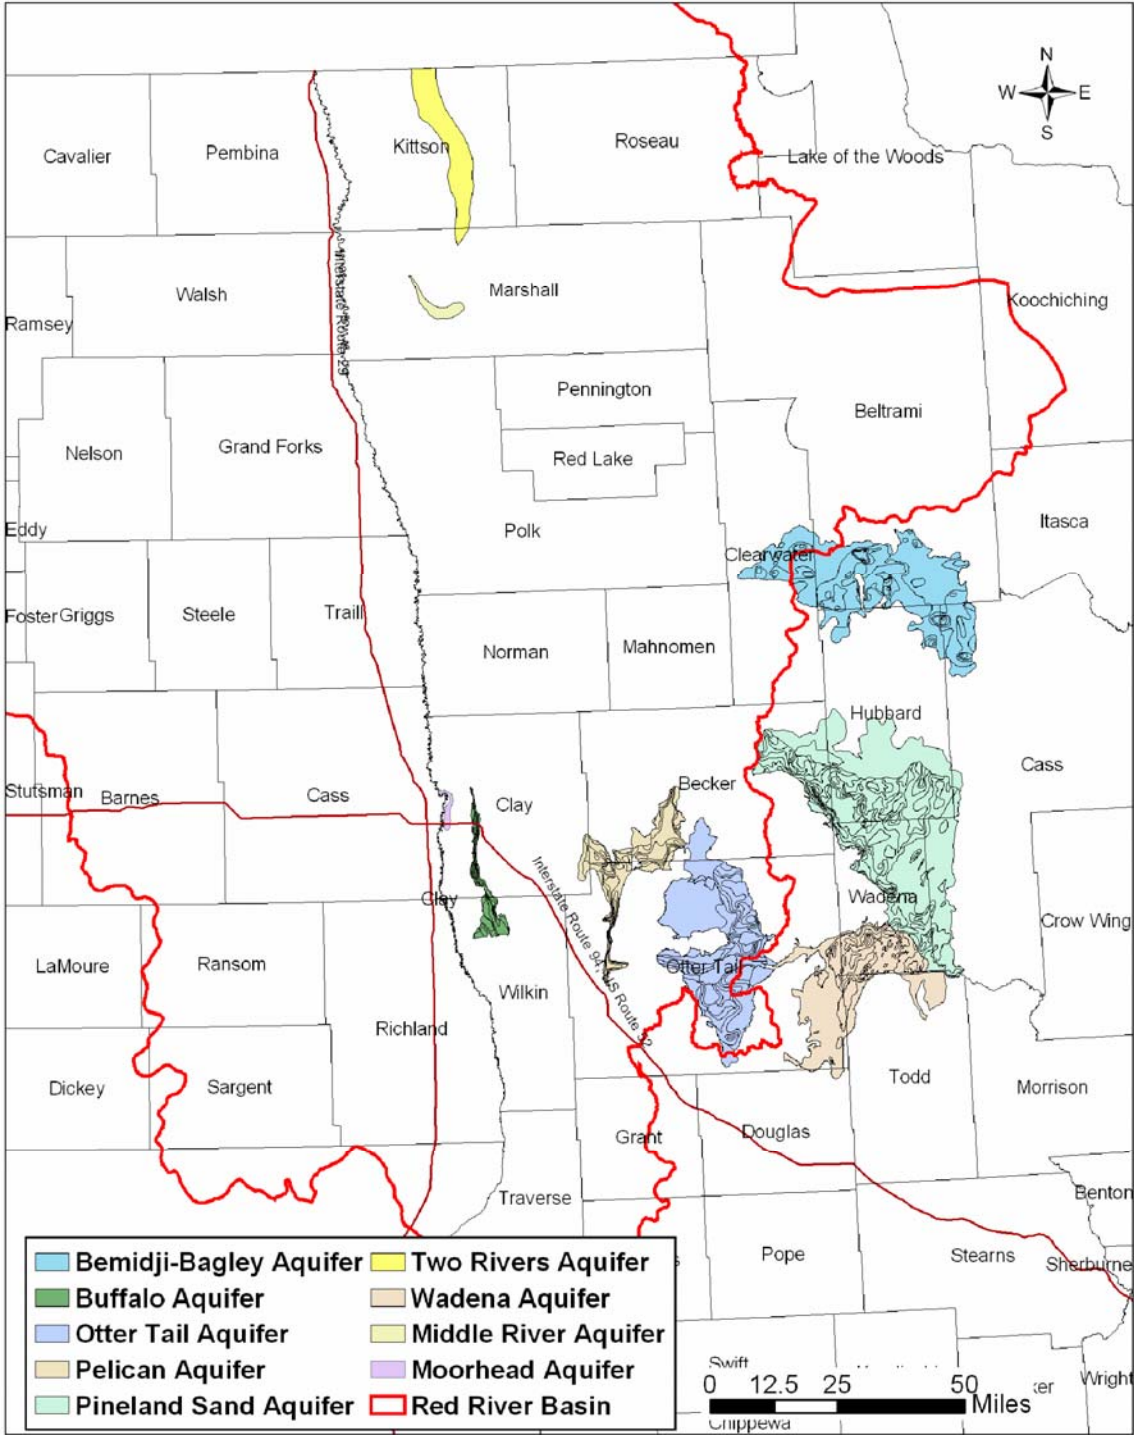 N
W E
S
Cavalier
Pembina
Kittson
Roseau
Lake of the Woods
Ramsey
Walsh
Interstate Route 29
Marshall
Koochiching
Nelson
Grand Forks
Pennington
Red Lake
Beltrami
Eddy
Polk
Clearwater
Itasca
Foster
Griggs
Steele
Traill
Norman
Mahnomen
Hubbard
Stutsman
Barnes
Cass
Clay
Becker
Cass
Clay
Interstate Route 94, US Route 52
Wadena
Crow Wing
LaMoure
Ransom
Wilkin
Otter Tail
Richland
Dickey
Sargent
Todd
Morrison
Grant
Douglas
Traverse
Benton
Pope
Stearns
Sherburne
Bemidji-Bagley Aquifer
Two Rivers Aquifer
Buffalo Aquifer
Wadena Aquifer
Otter Tail Aquifer
Middle River Aquifer
Pelican Aquifer
Moorhead Aquifer
Pineland Sand Aquifer
Red River Basin
Swift
Wright
0 12.5 25 50
Miles
Chippewa